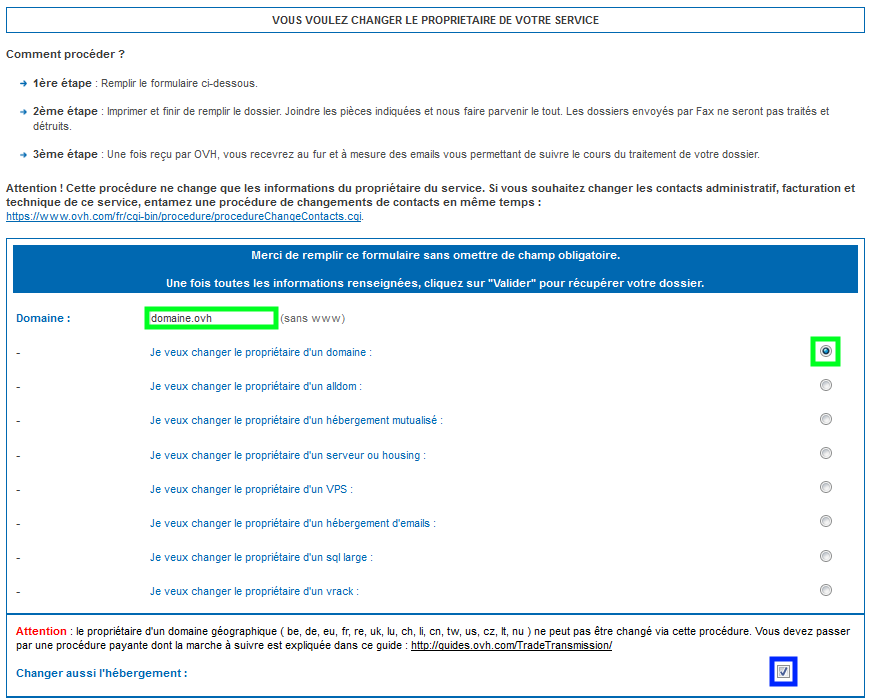 VOUS VOULEZ CHANGER LE PROPRIETAIRE DE VOTRE SERVICE
Comment procéder ?
1ère étape : Remplir le formulaire ci-dessous.
2ème étape : Imprimer et finir de remplir le dossier. Joindre les pièces indiquées et nous faire parvenir le tout. Les dossiers envoyés par Fax ne seront pas traités et
détruits.
3ème étape : Une fois reçu par OVH, vous recevrez au fur et à mesure des emails vous permettant de suivre le cours du traitement de votre dossier.
Attention ! Cette procédure ne change que les informations du propriétaire du service. Si vous souhaitez changer les contacts administratif, facturation et
technique de ce service, entamez une procédure de changements de contacts en même temps :
https://www.ovh.com/fr/cgi-bin/procedure/procedureChangeContacts.cgi.
Merci de remplir ce formulaire sans omettre de champ obligatoire.
Une fois toutes les informations renseignées, cliquez sur "Valider" pour récupérer votre dossier.
Domaine : domaine.ovh (sans www)
- Je veux changer le propriétaire d'un domaine :
- Je veux changer le propriétaire d'un alldom :
- Je veux changer le propriétaire d'un hébergement mutualisé :
- Je veux changer le propriétaire d'un serveur ou housing :
- Je veux changer le propriétaire d'un VPS :
- Je veux changer le propriétaire d'un hébergement d'emails :
- Je veux changer le propriétaire d'un sql large :
- Je veux changer le propriétaire d'un vrack :
Attention : le propriétaire d'un domaine géographique ( be, de, eu, fr, re, uk, lu, ch, li, cn, tw, us, cz, lt, nu ) ne peut pas être changé via cette procédure. Vous devez passer
par une procédure payante dont la marche à suivre est expliquée dans ce guide : http://guides.ovh.com/TradeTransmission/
Changer aussi l'hébergement :